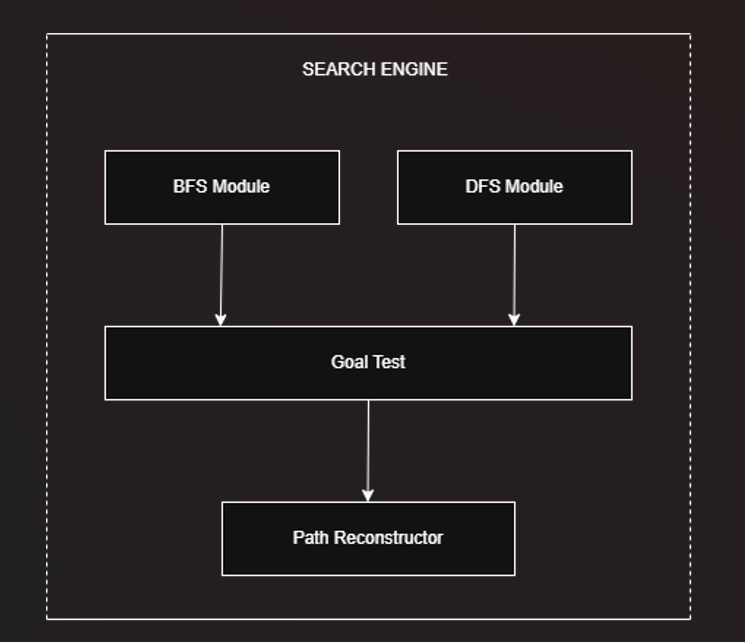 SEARCH ENGINE
BFS Module
DFS Module
Goal Test
Path Reconstructor